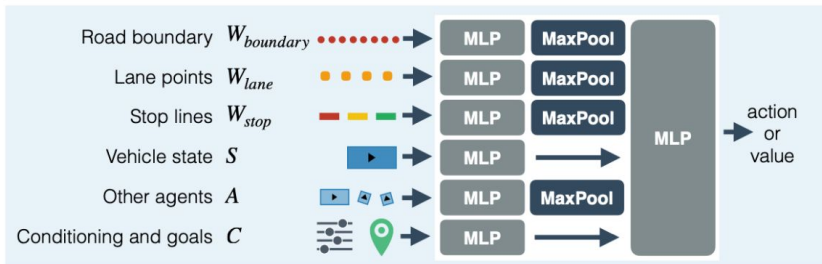 Road boundary W_boundary MLP MaxPool
Lane points W_lane MLP MaxPool
Stop lines W_stop MLP MaxPool
Vehicle state S MLP
Other agents A MLP MaxPool
Conditioning and goals C MLP
MLP
action
or
value